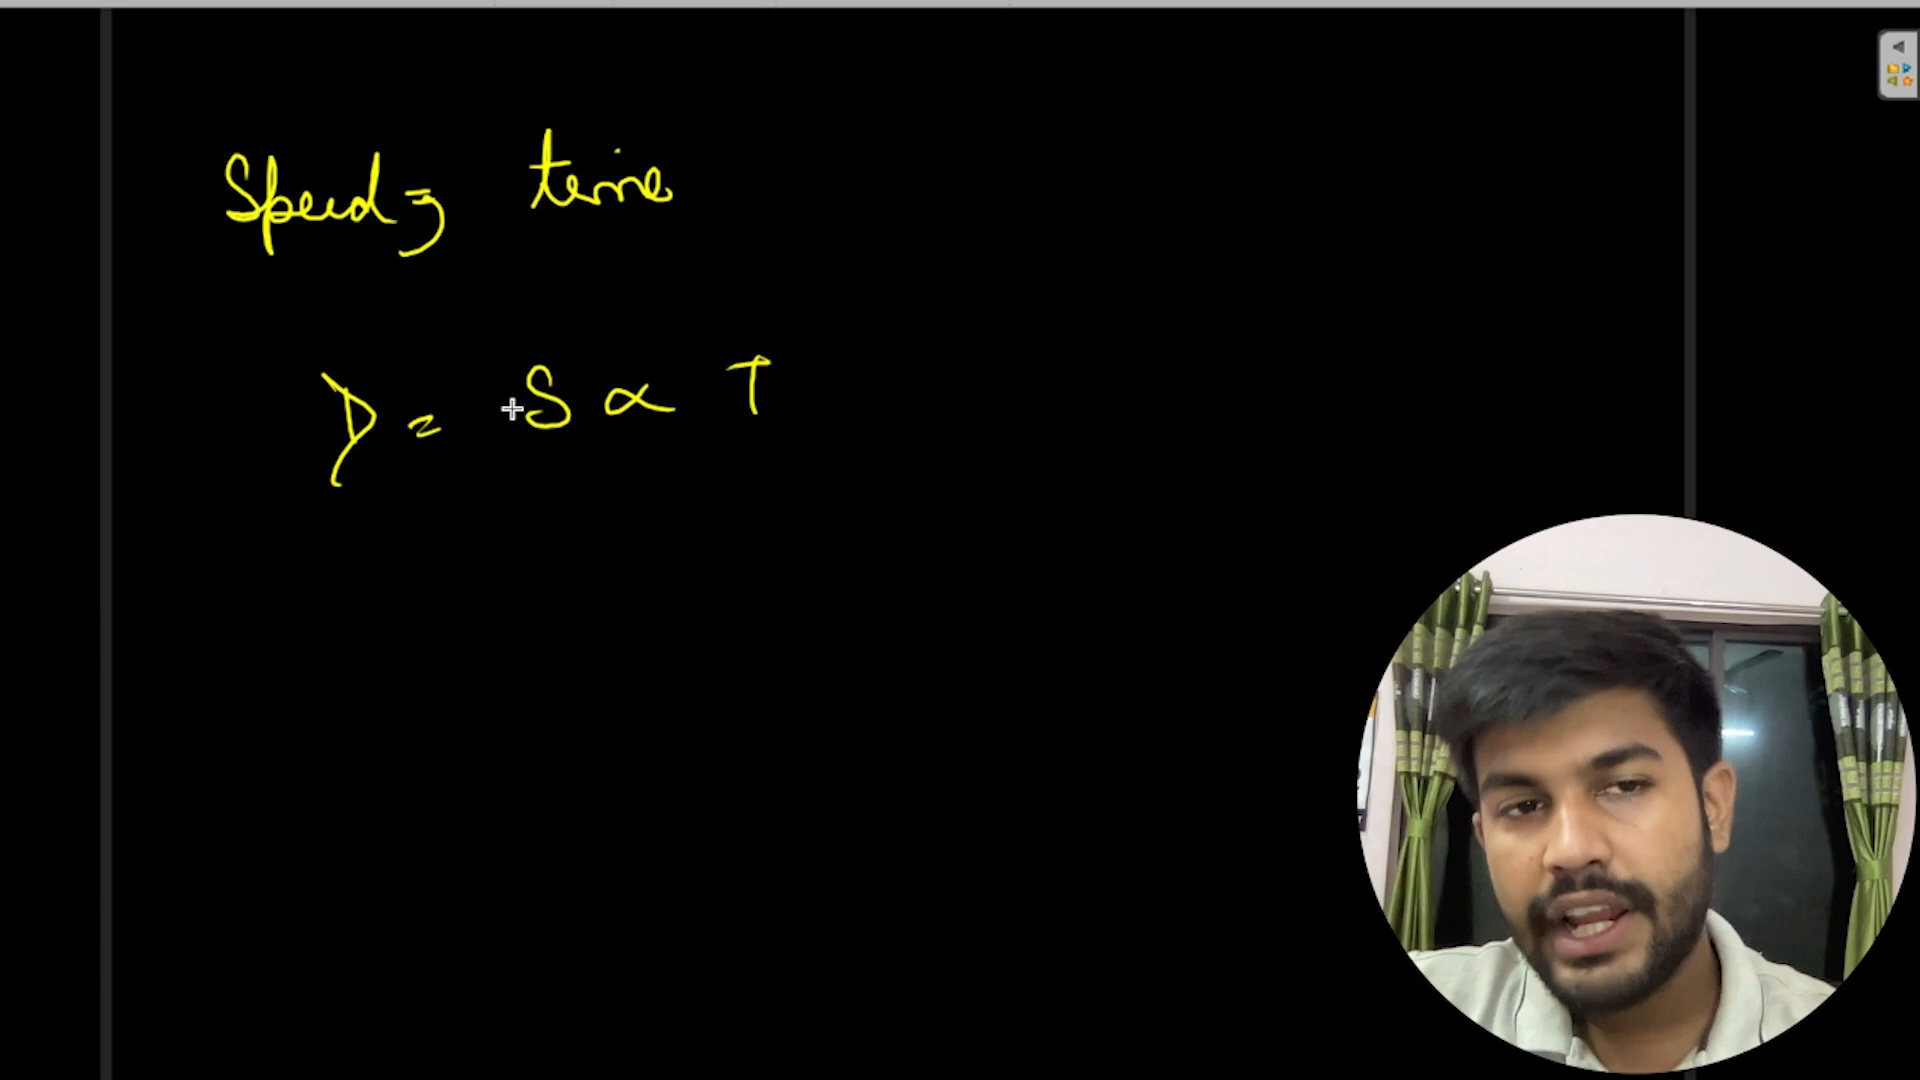 Speed, time
D = S ∝ T